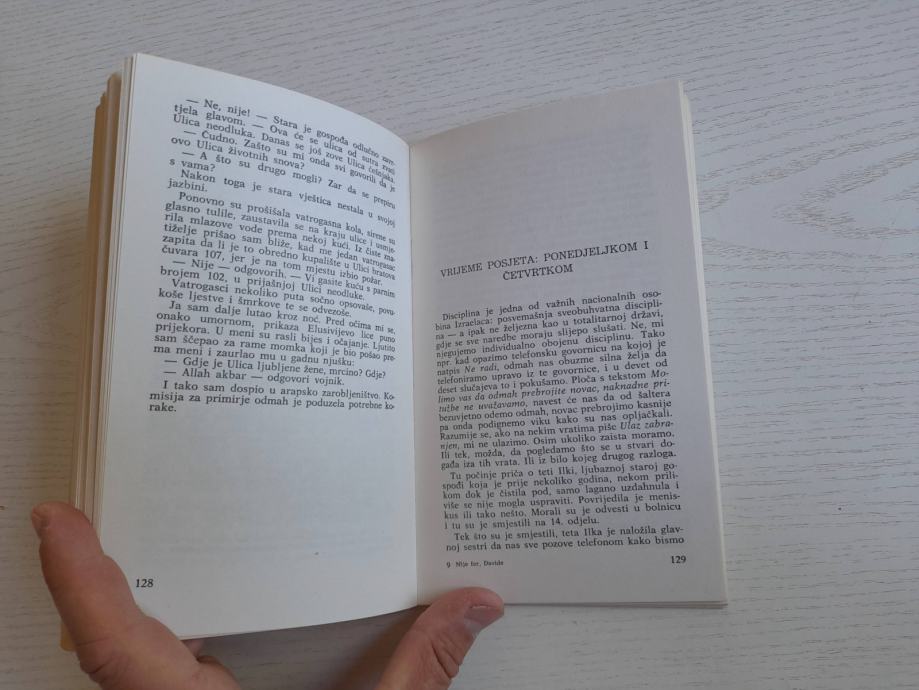 — Ne, nije! — Stara je gospođa odlučno zavr-
tjela glavom. — Ova će se ulica od sutra zvati
Ulica neodluka. Danas se još zove Ulica češnjaka.
— Čudno. Zašto su mi onda svi govorili da je
ovo Ulica životnih snova?
— A što su drugo mogli? Zar da se prepiru
s vama?
Nakon toga je stara vještica nestala u svojoj
jazbini.
Ponovno su prošišala vatrogasna kola, sirene su
glasno tulile, zaustavila se na kraju ulice i usmje-
rila mlazove vode prema nekoj kući. Iz čiste zna-
tiželje prišao sam bliže, kad me jedan vatrogasac
zapita da li je to obredno kupalište u Ulici bratova
čuvara 107, jer je na tom mjestu izbio požar.
— Nije — odgovorih. — Vi gasite kuću s parnim
brojem 102, u prijašnjoj Ulici neodluke.
Vatrogasci nekoliko puta sočno opsovaše, povu-
koše ljestve i šmrkove te se odvezoše.
Ja sam dalje lutao kroz noć. Pred očima mi se,
onako umornom, prikaza Elusivijevo lice puno
prijekora. U meni su rasli bijes i očajanje. Ljutito
sam ščepao za rame momka koji je bio pošao pre-
ma meni i zaurlao mu u gadnu njušku:
— Gdje je Ulica ljubljene žene, mrcino? Gdje?
— Allah akbar — odgovori vojnik.
I tako sam dospio u arapsko zarobljeništvo. Ko-
misija za primirje odmah je poduzela potrebne ko-
rake.
128
VRIJEME POSJETA: PONEDJELJKOM I
ČETVRTKOM
Disciplina je jedna od važnih nacionalnih oso-
bina Izraelaca: posvemašnja sveobuhvatna discipli-
na — a ipak ne željezna kao u totalitarnoj državi,
gdje se sve naredbe moraju slijepo slušati. Ne, mi
njegujemo individualno obojenu disciplinu. Tako
npr. kad opazimo telefonsku govornicu na kojoj je
natpis Ne radi, odmah nas obuzme silna želja da
telefoniramo upravo iz te govornice, i u devet od
deset slučajeva to i pokušamo. Ploča s tekstom Mo-
limo vas da odmah prebrojite novac, naknadne pri-
tužbe ne uvažavamo, navest će nas da od šaltera
bezuvjetno odemo odmah, novac prebrojimo kasnije
pa onda podignemo viku kako su nas opljačkali.
Razumije se, ako na nekim vratima piše Ulaz zabra-
njen, mi ne ulazimo. Osim ukoliko zaista moramo.
Ili tek, možda, da pogledamo što se u stvari do-
gađa iza tih vrata. Ili iz bilo kojeg drugog razloga.
Tu počinje priča o teti Ilki, ljubaznoj staroj go-
spođi koja je prije nekoliko godina, nekom prili-
kom dok je čistila pod, samo lagano uzdahnula i
više se nije mogla uspraviti. Povrijedila je menis-
kus ili tako nešto. Morali su je odvesti u bolnicu
i tu su je smjestili na 14. odjelu.
Tek što su je smjestili, teta Ilka je naložila glav-
noj sestri da nas sve pozove telefonom kako bismo
9 Nije fer, Davide
129